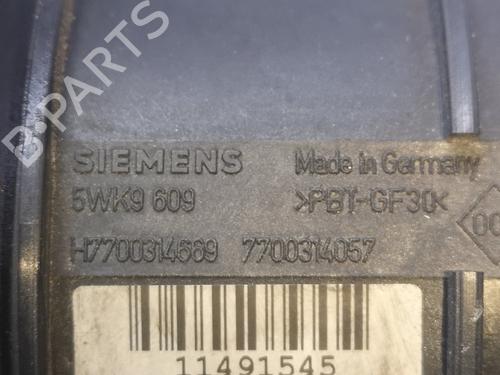 B-PARTS
SIEMENS Made in Germany
5WK9 609 >PBT-GF30<
H7700314669 7700314057
11491545